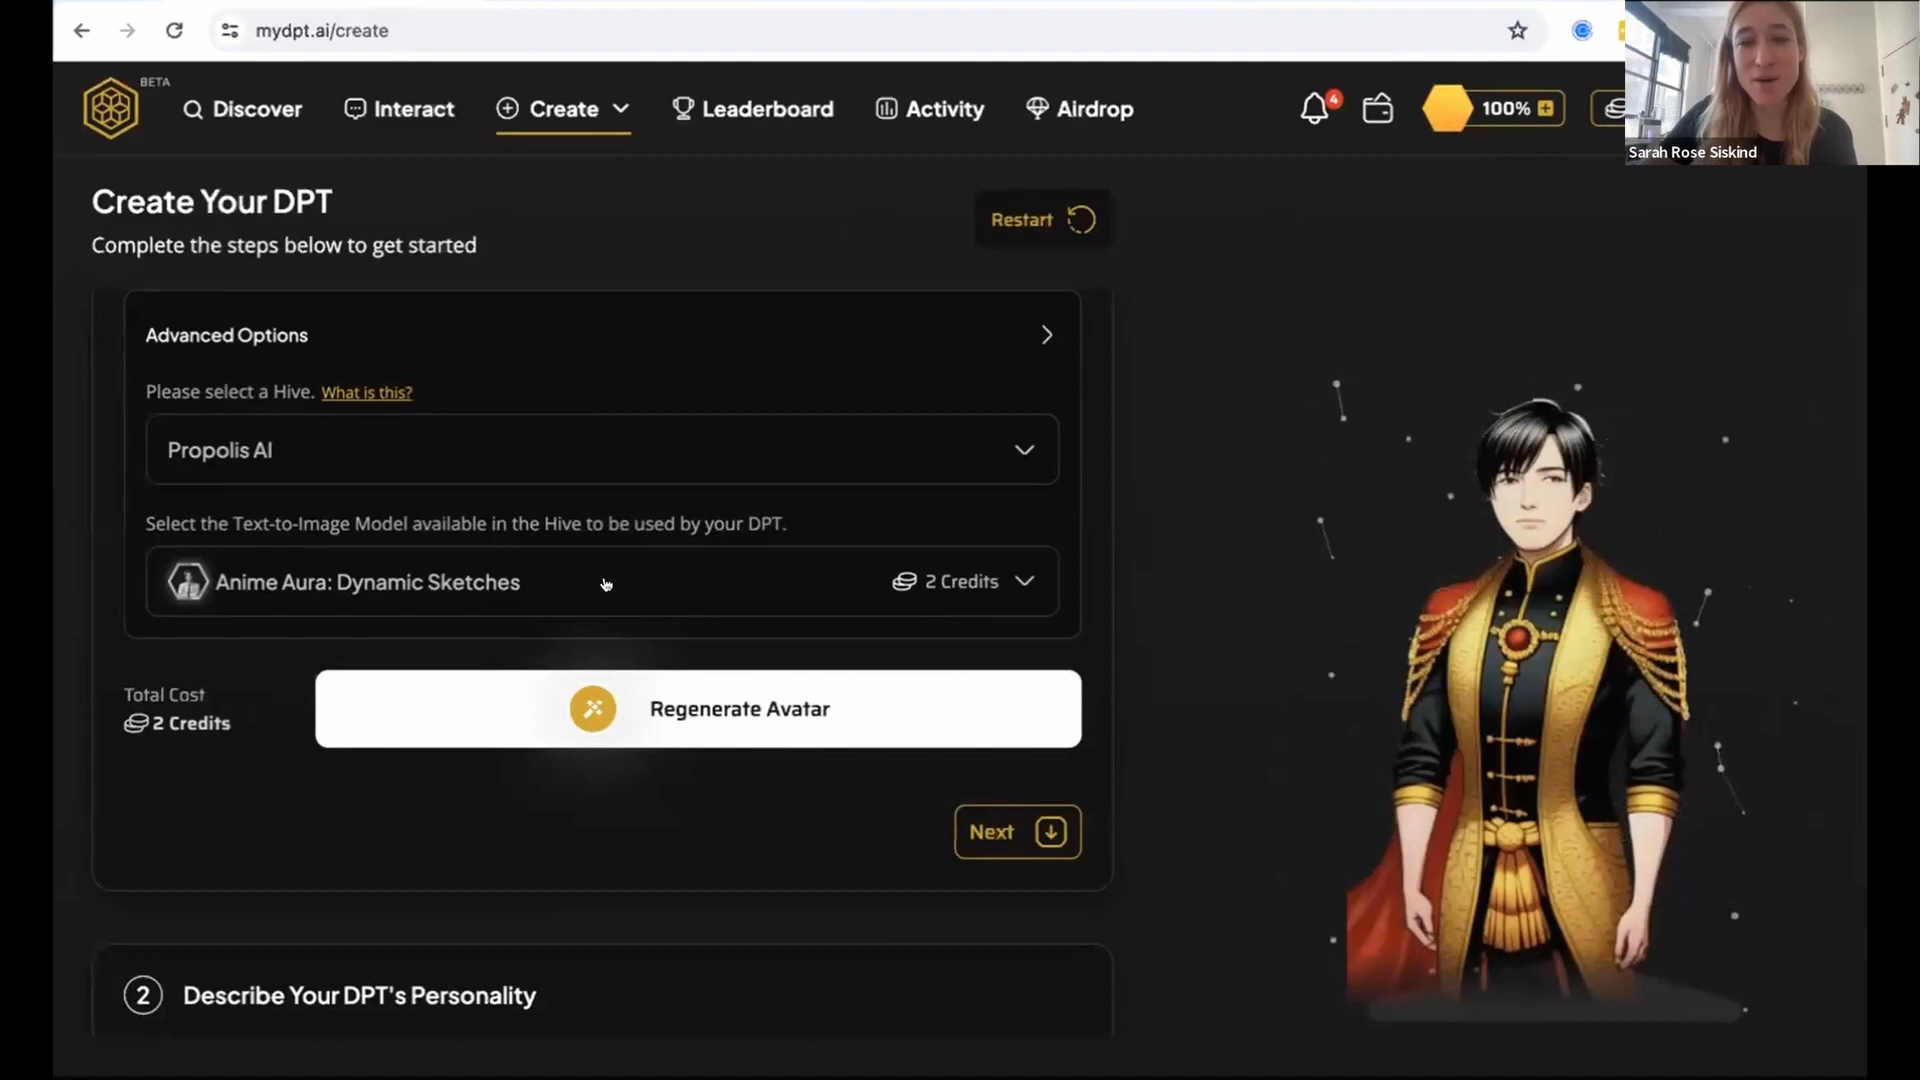 mydpt.ai/create
BETA
Discover
Interact
Create
Leaderboard
Activity
Airdrop
4
100%
Sarah Rose Siskind
Create Your DPT
Complete the steps below to get started
Restart
Advanced Options
Please select a Hive. What is this?
Propolis AI
Select the Text-to-Image Model available in the Hive to be used by your DPT.
Anime Aura: Dynamic Sketches
2 Credits
Total Cost
2 Credits
Regenerate Avatar
Next
2
Describe Your DPT's Personality